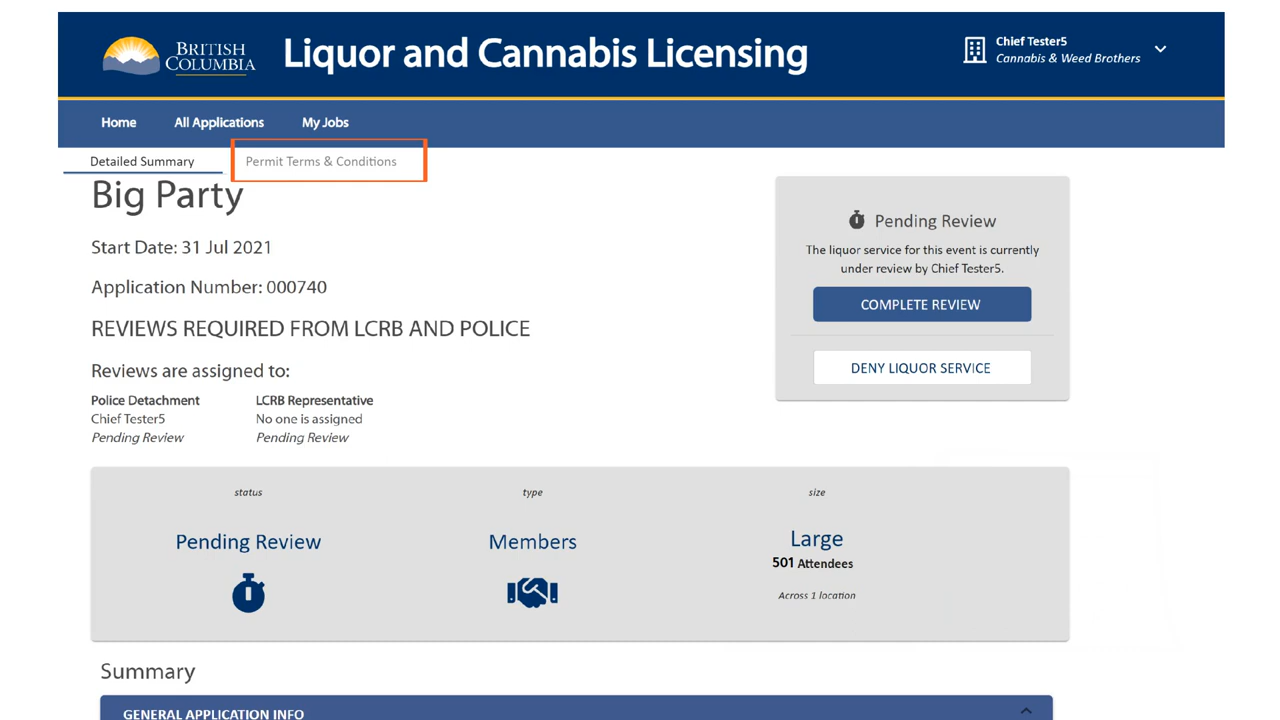 BRITISH
COLUMBIA
Liquor and Cannabis Licensing
Chief Tester5
Cannabis & Weed Brothers
Home
All Applications
My Jobs
Detailed Summary
Permit Terms & Conditions
Big Party
Start Date: 31 Jul 2021
Application Number: 000740
REVIEWS REQUIRED FROM LCRB AND POLICE
Reviews are assigned to:
Police Detachment
Chief Tester5
Pending Review
LCRB Representative
No one is assigned
Pending Review
Pending Review
The liquor service for this event is currently
under review by Chief Tester5.
COMPLETE REVIEW
DENY LIQUOR SERVICE
status
Pending Review
type
Members
size
Large
501 Attendees
Across 1 location
Summary
GENERAL APPLICATION INFO